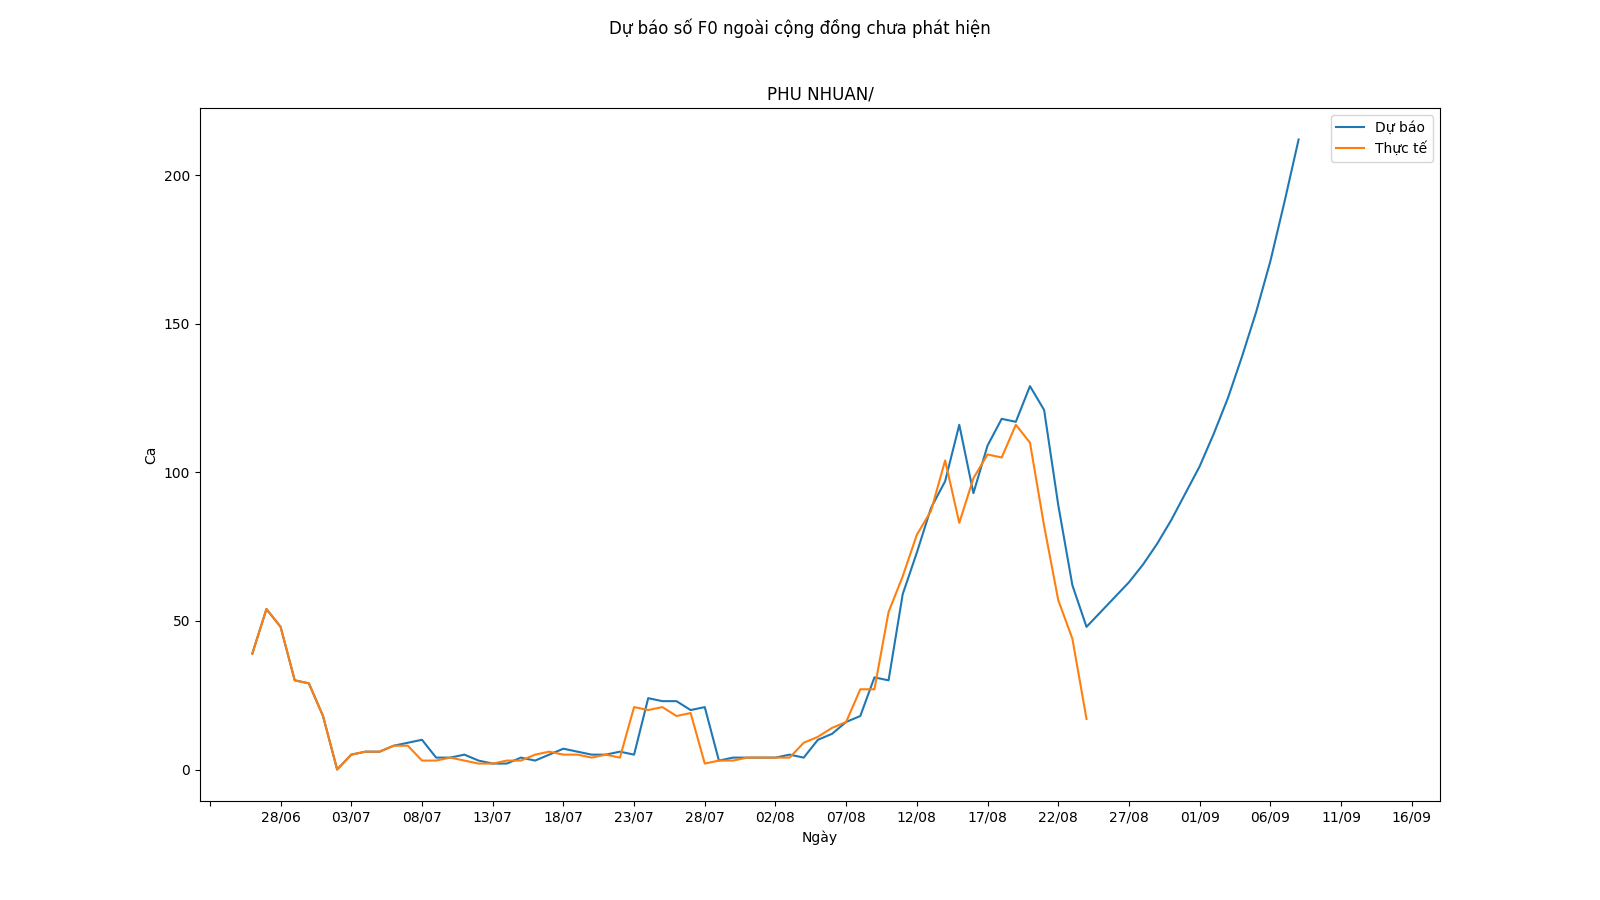 Dự báo số F0 ngoài cộng đồng chưa phát hiện
PHU NHUAN/
Dự báo
Thực tế
200
150
100
50
0
Ca
28/06 03/07 08/07 13/07 18/07 23/07 28/07 02/08 07/08 12/08 17/08 22/08 27/08 01/09 06/09 11/09 16/09
Ngày